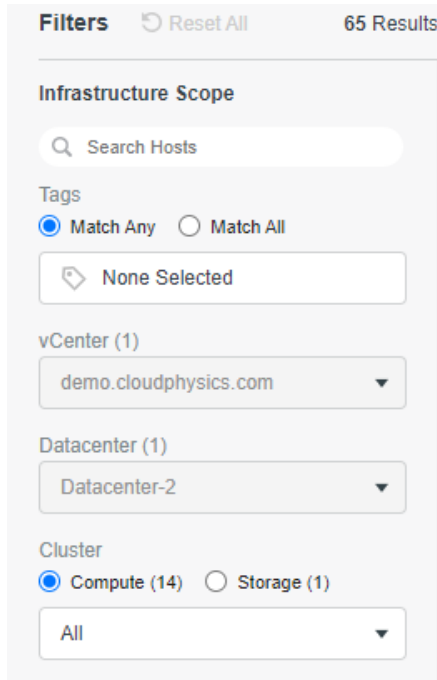 Filters Reset All 65 Results
Infrastructure Scope
Search Hosts
Tags
Match Any Match All
None Selected
vCenter (1)
demo.cloudphysics.com
Datacenter (1)
Datacenter-2
Cluster
Compute (14) Storage (1)
All